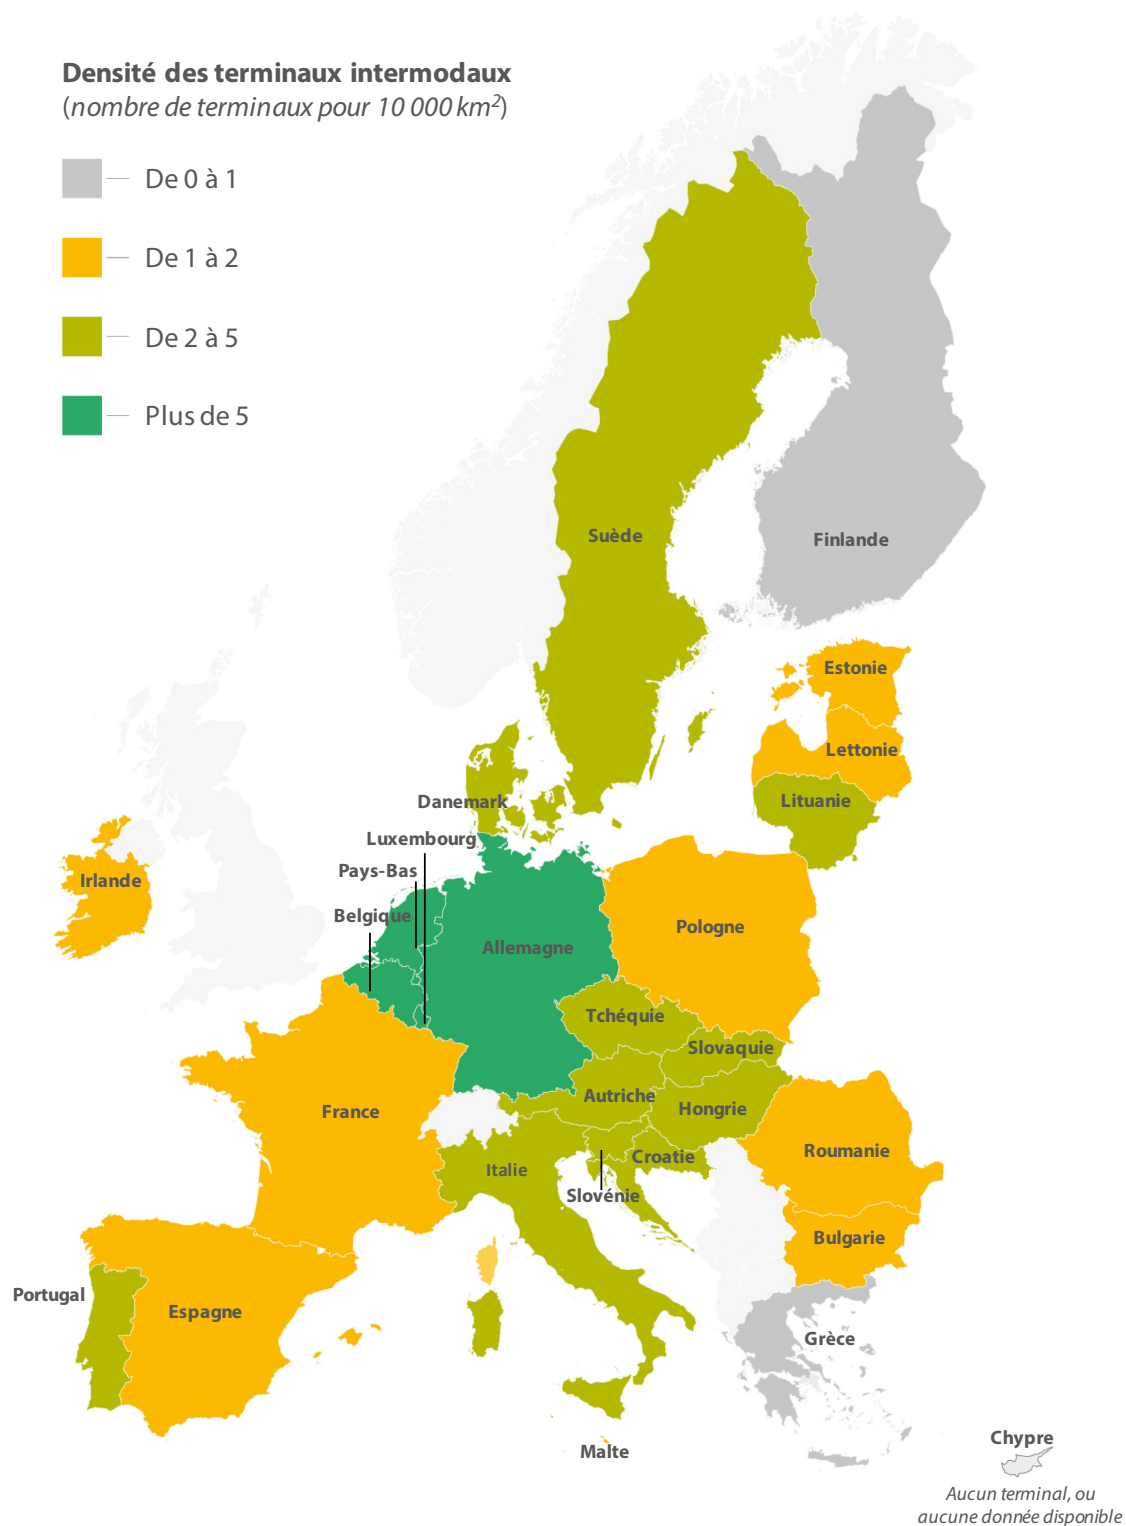 Densité des terminaux intermodaux
(nombre de terminaux pour 10 000 km²)
De 0 à 1
De 1 à 2
De 2 à 5
Plus de 5
Suède
Finlande
Estonie
Lettonie
Lituanie
Danemark
Luxembourg
Pays-Bas
Belgique
Irlande
Allemagne
Pologne
Tchéquie
Slovaquie
Autriche
Hongrie
France
Roumanie
Croatie
Italie
Slovénie
Bulgarie
Portugal
Espagne
Grèce
Malte
Chypre
Aucun terminal, ou
aucune donnée disponible